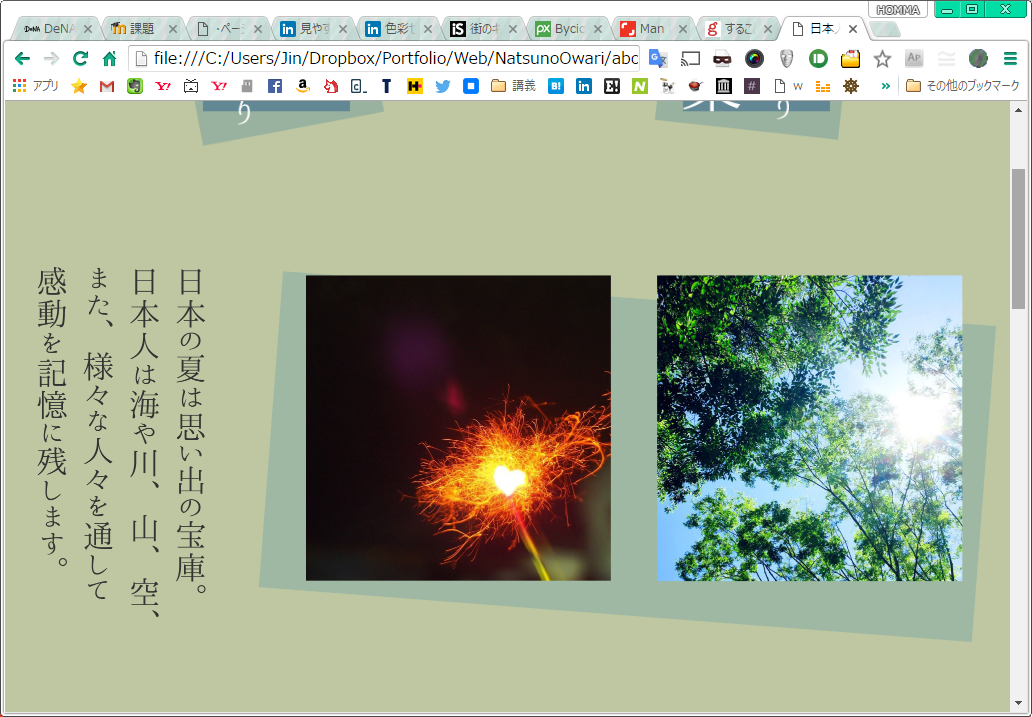 HOMMA
DeNA
課題
・ペー
見やす
色彩セ
街のキ
Bycic
Man
するこ
日本人
file:///C:/Users/Jin/Dropbox/Portfolio/Web/NatsunoOwari/abo
アプリ
講義
w
その他のブックマーク
り
り
日本の夏は思い出の宝庫。
日本人は海や川、山、空、
また、様々な人々を通して
感動を記憶に残します。